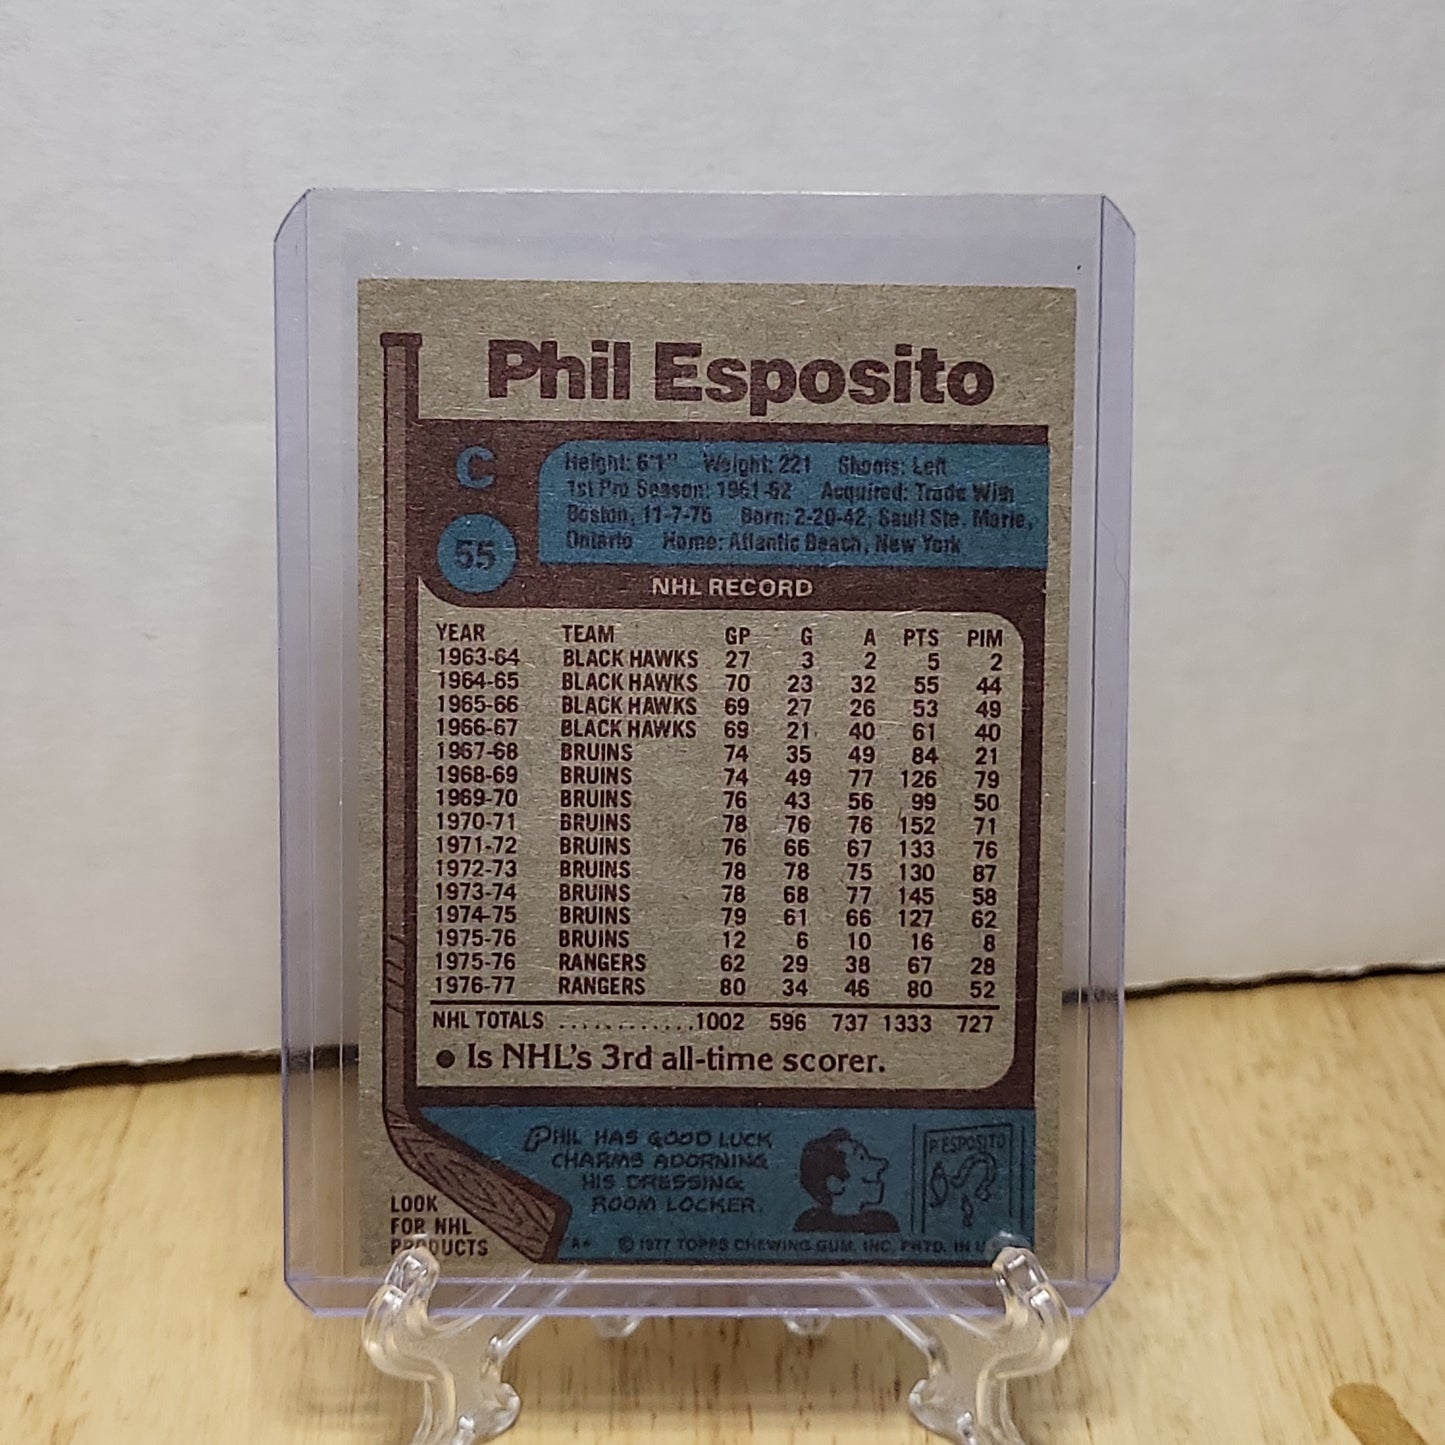 Phil Esposito
C
Height: 6'1" Weight: 221 Shoots: Left
1st Pro Season: 1961-62 Acquired: Trade With
Boston, 11-7-75 Born: 2-20-42, Sault Ste. Marie,
Ontario Home: Atlantic Beach, New York
55
NHL RECORD
YEAR TEAM GP G A PTS PIM
1963-64 BLACK HAWKS 27 3 2 5 2
1964-65 BLACK HAWKS 70 23 32 55 44
1965-66 BLACK HAWKS 69 27 26 53 49
1966-67 BLACK HAWKS 69 21 40 61 40
1967-68 BRUINS 74 35 49 84 21
1968-69 BRUINS 74 49 77 126 79
1969-70 BRUINS 76 43 56 99 50
1970-71 BRUINS 78 76 76 152 71
1971-72 BRUINS 76 66 67 133 76
1972-73 BRUINS 78 78 75 130 87
1973-74 BRUINS 78 68 77 145 58
1974-75 BRUINS 79 61 66 127 62
1975-76 BRUINS 12 6 10 16 8
1975-76 RANGERS 62 29 38 67 28
1976-77 RANGERS 80 34 46 80 52
NHL TOTALS ............1002 596 737 1333 727
● Is NHL's 3rd all-time scorer.
PHIL HAS GOOD LUCK
CHARMS ADORNING
HIS DRESSING
ROOM LOCKER.
P. ESPOSITO
LOOK
FOR NHL
PRODUCTS
A* © 1977 TOPPS CHEWING GUM, INC. PRTD. IN